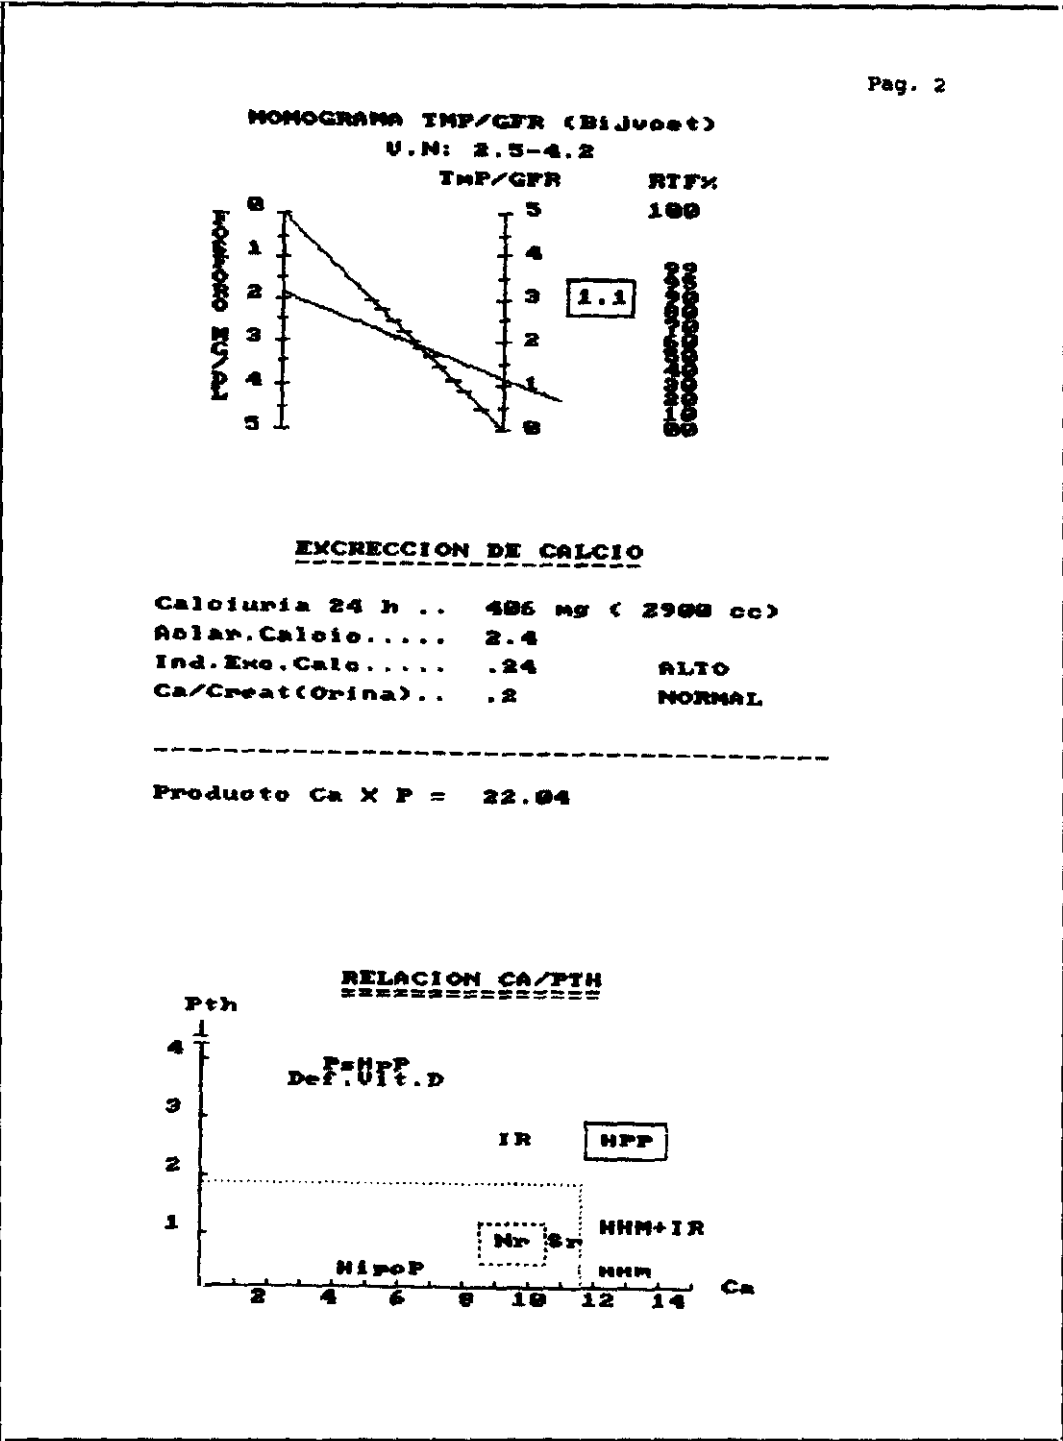 Pag. 2
NOMOGRAMA TMP/GFR (Bijvoet)
V.N: 2.5-4.2
TmP/GFR RTF%
0 5 100
1 4
2 3 1.1
3 2
4 1
5 0
EXCRECCION DE CALCIO
Calciuria 24 h .. 406 mg ( 2900 cc)
Aclar.Calcio..... 2.4
Ind.Exc.Calc..... .24 ALTO
Ca/Creat(Orina).. .2 NORMAL
Producto Ca X P = 22.04
RELACION CA/PTH
Pth
4
PsHpP
Def.Vit.D
3
IR HPP
2
1
HHM+IR
Nr Sr
HipoP HHM
2 4 6 8 10 12 14 Ca